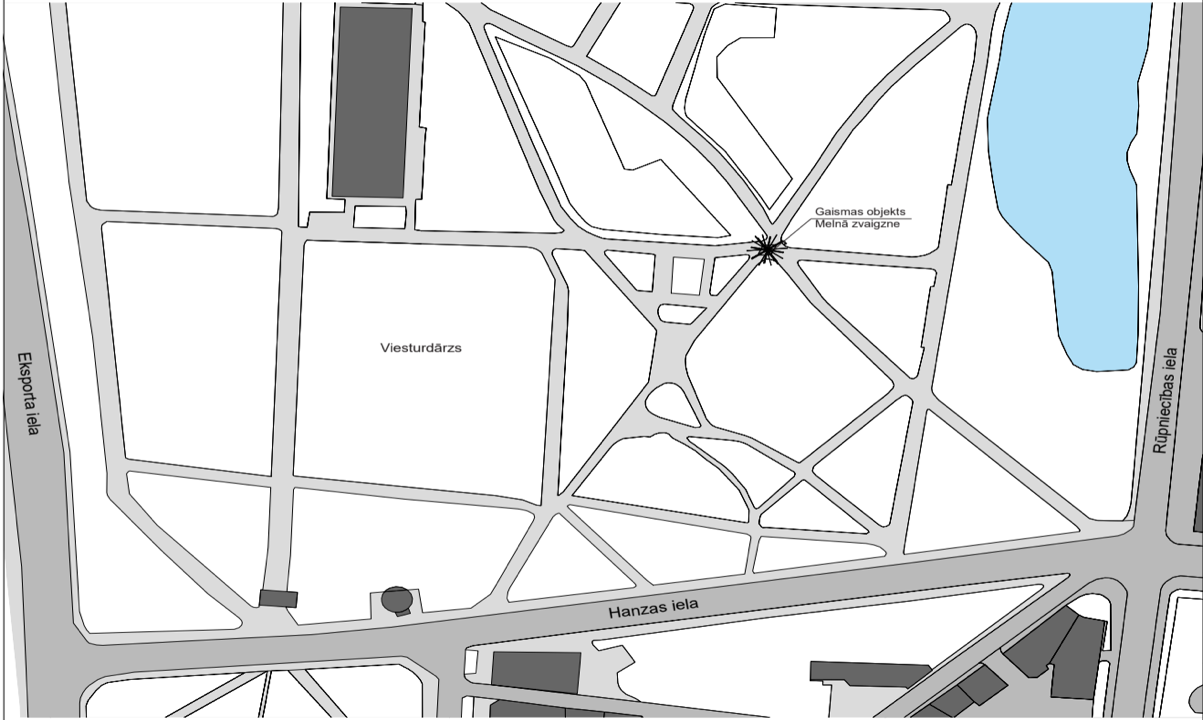 Gaismas objekts
Melnā zvaigzne
Viesturdārzs
Eksporta iela
Rūpniecības iela
Hanzas iela